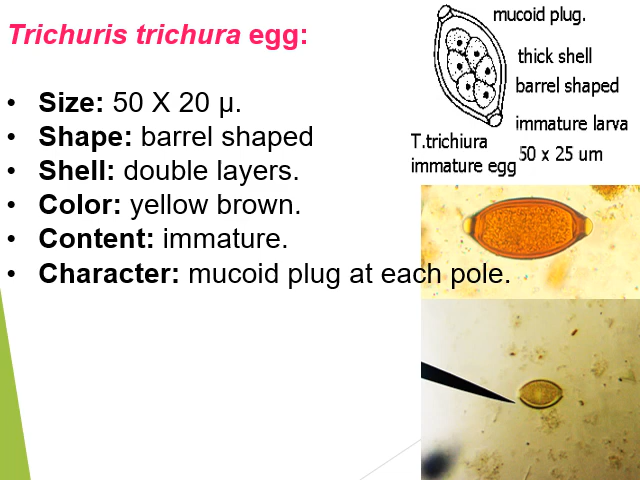 Trichuris trichura egg:
• Size: 50 X 20 µ.
• Shape: barrel shaped
• Shell: double layers.
• Color: yellow brown.
• Content: immature.
• Character: mucoid plug at each pole.
mucoid plug.
thick shell
barrel shaped
immature larva
T.trichiura
immature egg
50 x 25 um